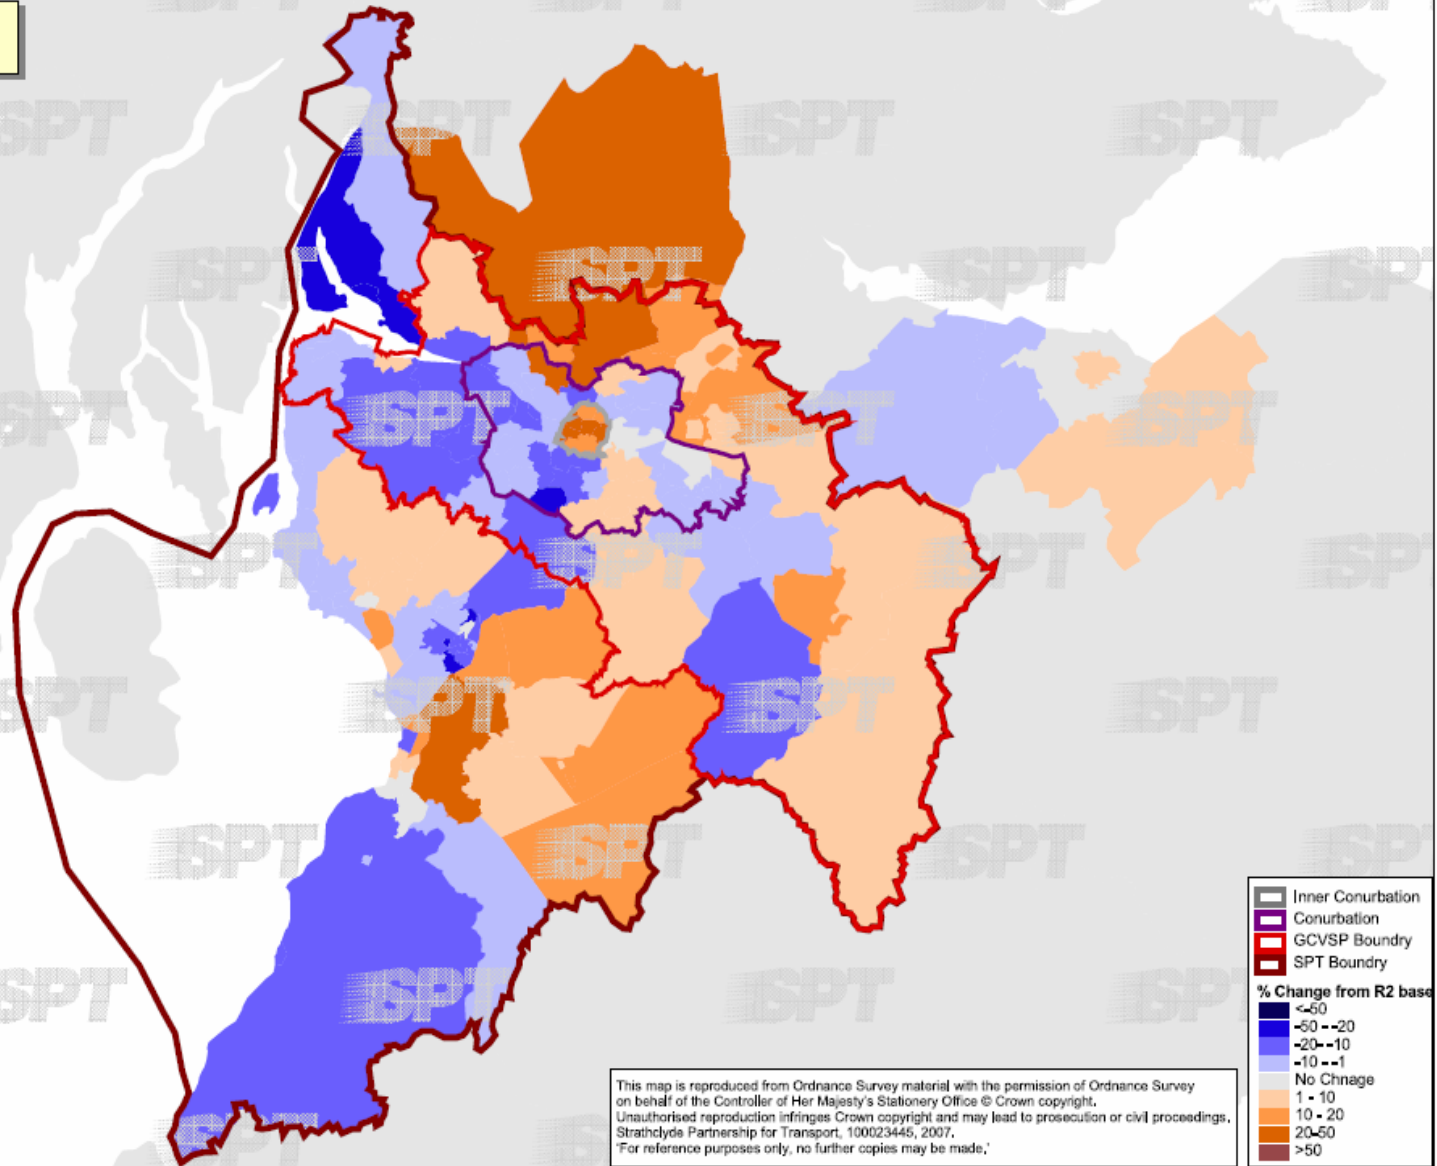 SPT
Inner Conurbation
Conurbation
GCVSP Boundry
SPT Boundry
% Change from R2 base
<-50
-50 --20
-20--10
-10 --1
No Chnage
1 - 10
10 - 20
20-50
>50
This map is reproduced from Ordnance Survey material with the permission of Ordnance Survey
on behalf of the Controller of Her Majesty's Stationery Office © Crown copyright.
Unauthorised reproduction infringes Crown copyright and may lead to prosecution or civil proceedings.
Strathclyde Partnership for Transport, 100023445, 2007.
'For reference purposes only, no further copies may be made,'